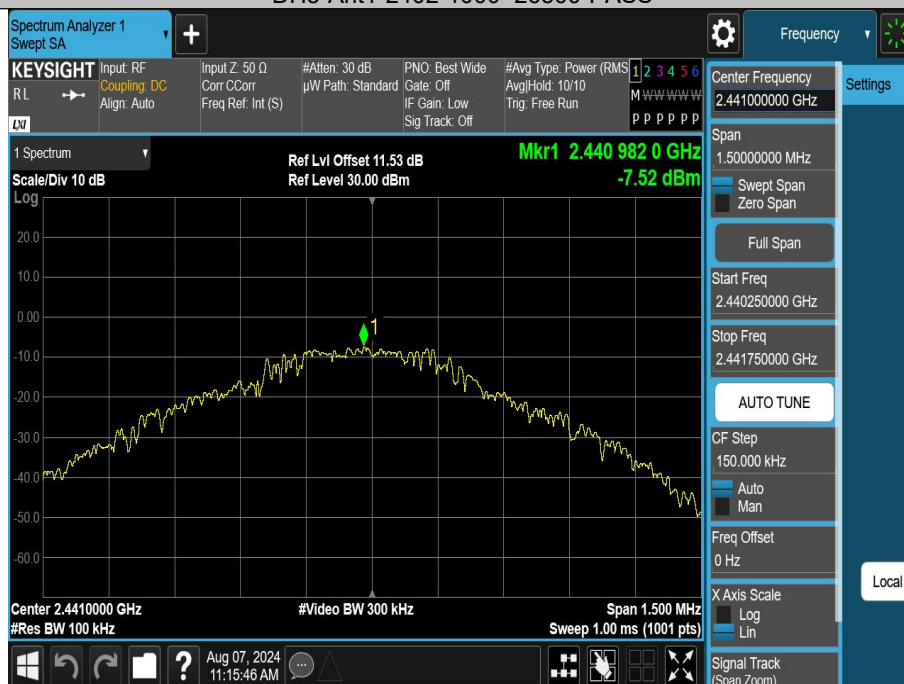 Spectrum Analyzer 1
Swept SA
Frequency
KEYSIGHT
RL
LXI
Input: RF
Coupling: DC
Align: Auto
Input Z: 50 Ω
Corr CCorr
Freq Ref: Int (S)
#Atten: 30 dB
µW Path: Standard
PNO: Best Wide
Gate: Off
IF Gain: Low
Sig Track: Off
#Avg Type: Power (RMS
Avg|Hold: 10/10
Trig: Free Run
1 2 3 4 5 6
M W W W W W
P P P P P P
Center Frequency
2.441000000 GHz
Settings
1 Spectrum
Scale/Div 10 dB
Log
Ref Lvl Offset 11.53 dB
Ref Level 30.00 dBm
Mkr1 2.440 982 0 GHz
-7.52 dBm
Span
1.50000000 MHz
Swept Span
Zero Span
Full Span
Start Freq
2.440250000 GHz
Stop Freq
2.441750000 GHz
AUTO TUNE
CF Step
150.000 kHz
Auto
Man
Freq Offset
0 Hz
X Axis Scale
Log
Lin
Signal Track
(Span Zoom)
Local
20.0
10.0
0.00
-10.0
-20.0
-30.0
-40.0
-50.0
-60.0
1
Center 2.4410000 GHz
#Res BW 100 kHz
#Video BW 300 kHz
Span 1.500 MHz
Sweep 1.00 ms (1001 pts)
?
Aug 07, 2024
11:15:46 AM